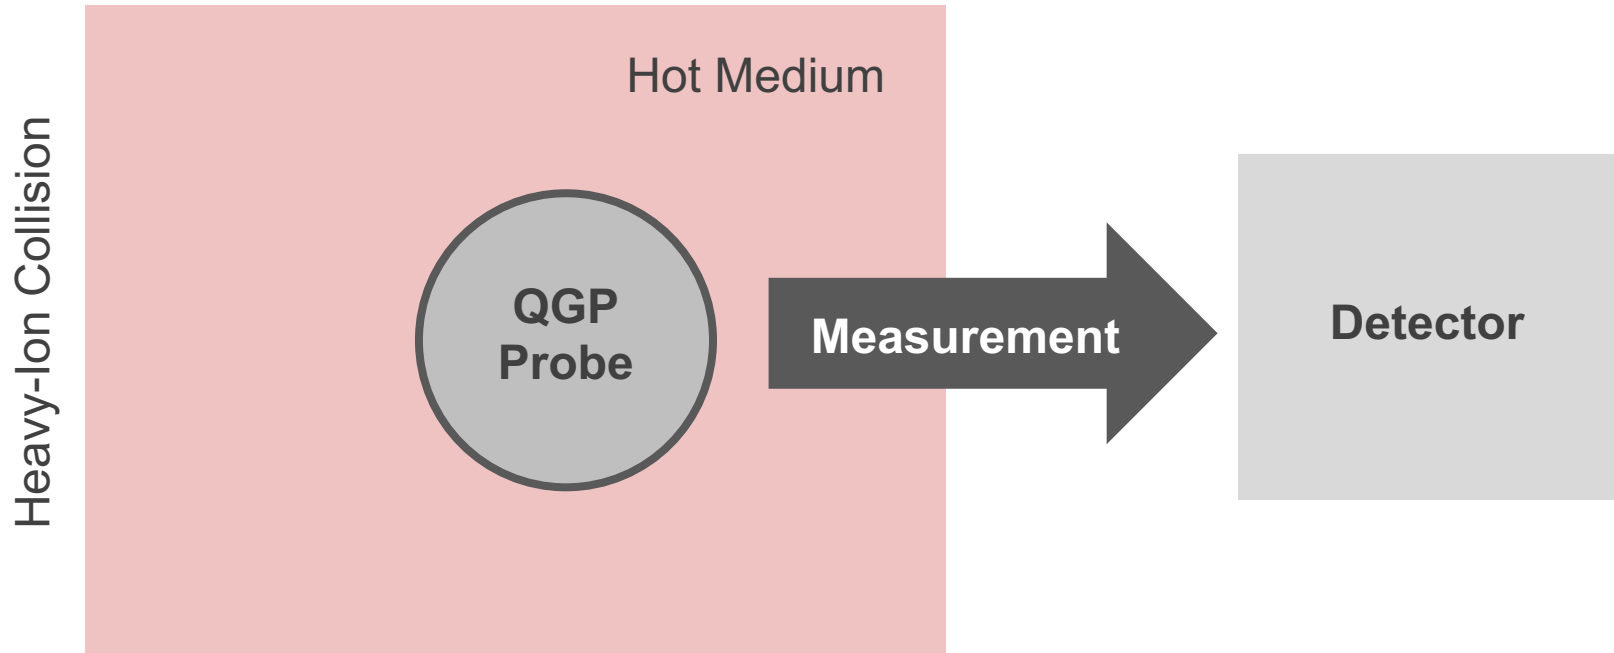 Hot Medium
Heavy-Ion Collision
QGP
Probe
Measurement
Detector